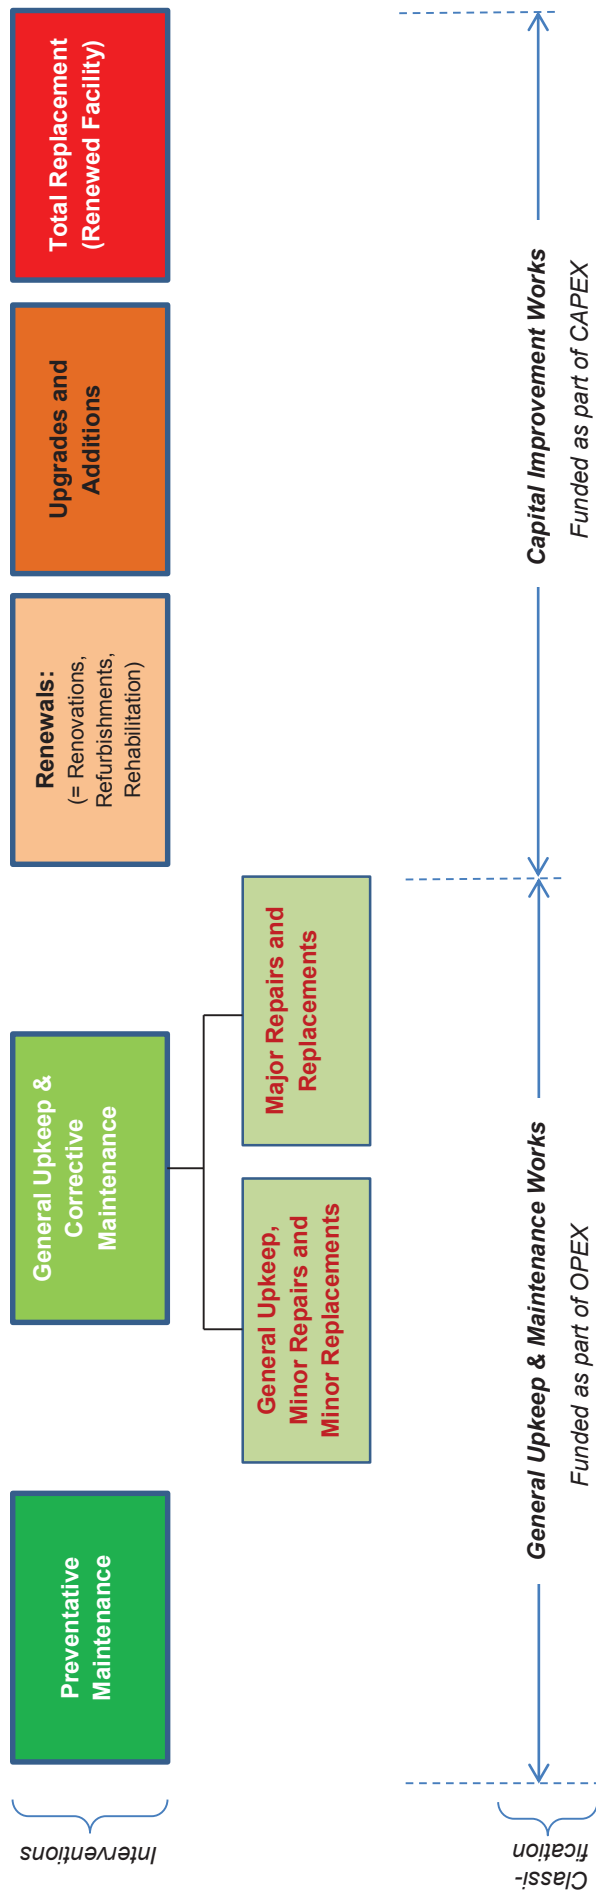 Interventions
Preventative
Maintenance
General Upkeep &
Corrective
Maintenance
Renewals:
(= Renovations,
Refurbishments,
Rehabilitation)
Upgrades and
Additions
Total Replacement
(Renewed Facility)
General Upkeep,
Minor Repairs and
Minor Replacements
Major Repairs and
Replacements
Classi-
fication
General Upkeep & Maintenance Works
Funded as part of OPEX
Capital Improvement Works
Funded as part of CAPEX